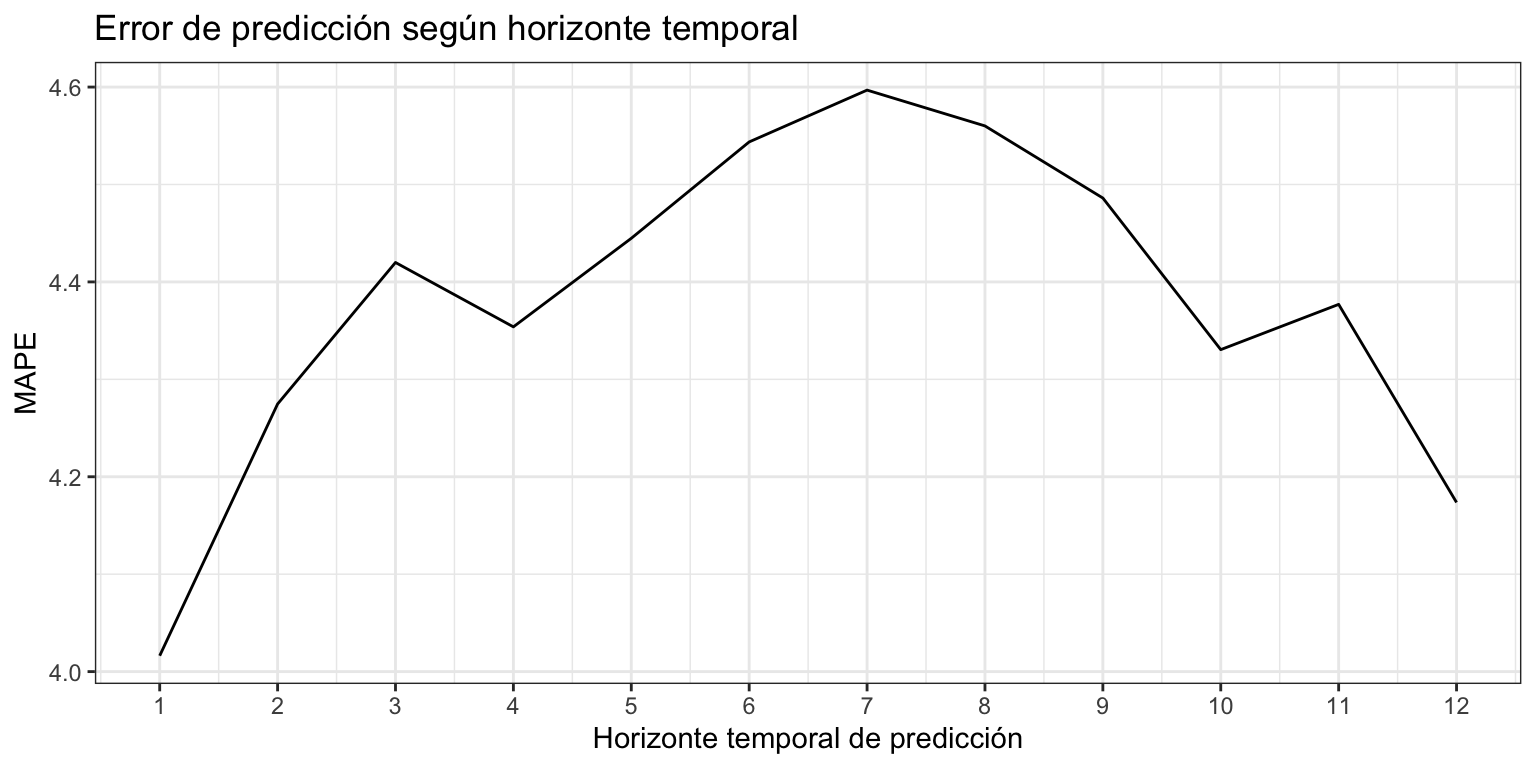 Error de predicción según horizonte temporal
4.6
4.4
4.2
4.0
MAPE
1 2 3 4 5 6 7 8 9 10 11 12
Horizonte temporal de predicción